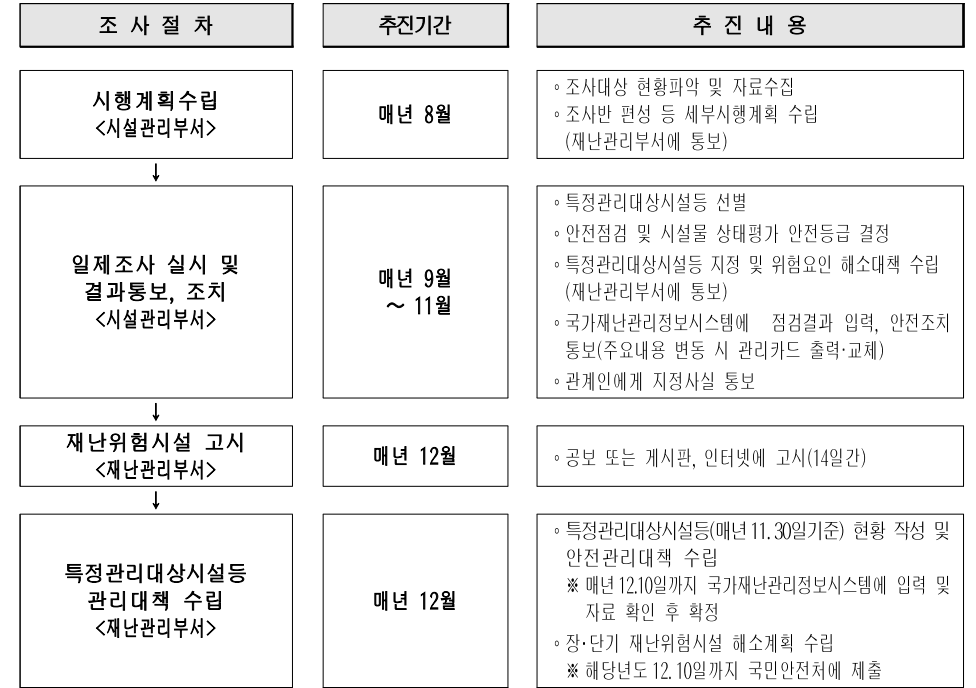 조 사 절 차
추진기간
추 진 내 용
시행계획수립
<시설관리부서>
매년 8월
◦조사대상 현황파악 및 자료수집
◦조사반 편성 등 세부시행계획 수립
(재난관리부서에 통보)
↓
일제조사 실시 및
결과통보, 조치
<시설관리부서>
매년 9월
～ 11월
◦특정관리대상시설등 선별
◦안전점검 및 시설물 상태평가 안전등급 결정
◦특정관리대상시설등 지정 및 위험요인 해소대책 수립
(재난관리부서에 통보)
◦국가재난관리정보시스템에 점검결과 입력, 안전조치
통보(주요내용 변동 시 관리카드 출력·교체)
◦관계인에게 지정사실 통보
↓
재난위험시설 고시
<재난관리부서>
매년 12월
◦공보 또는 게시판, 인터넷에 고시(14일간)
↓
특정관리대상시설등
관리대책 수립
<재난관리부서>
매년 12월
◦특정관리대상시설등(매년 11.30일기준) 현황 작성 및
안전관리대책 수립
※ 매년 12.10일까지 국가재난관리정보시스템에 입력 및
자료 확인 후 확정
◦장·단기 재난위험시설 해소계획 수립
※ 해당년도 12.10일까지 국민안전처에 제출